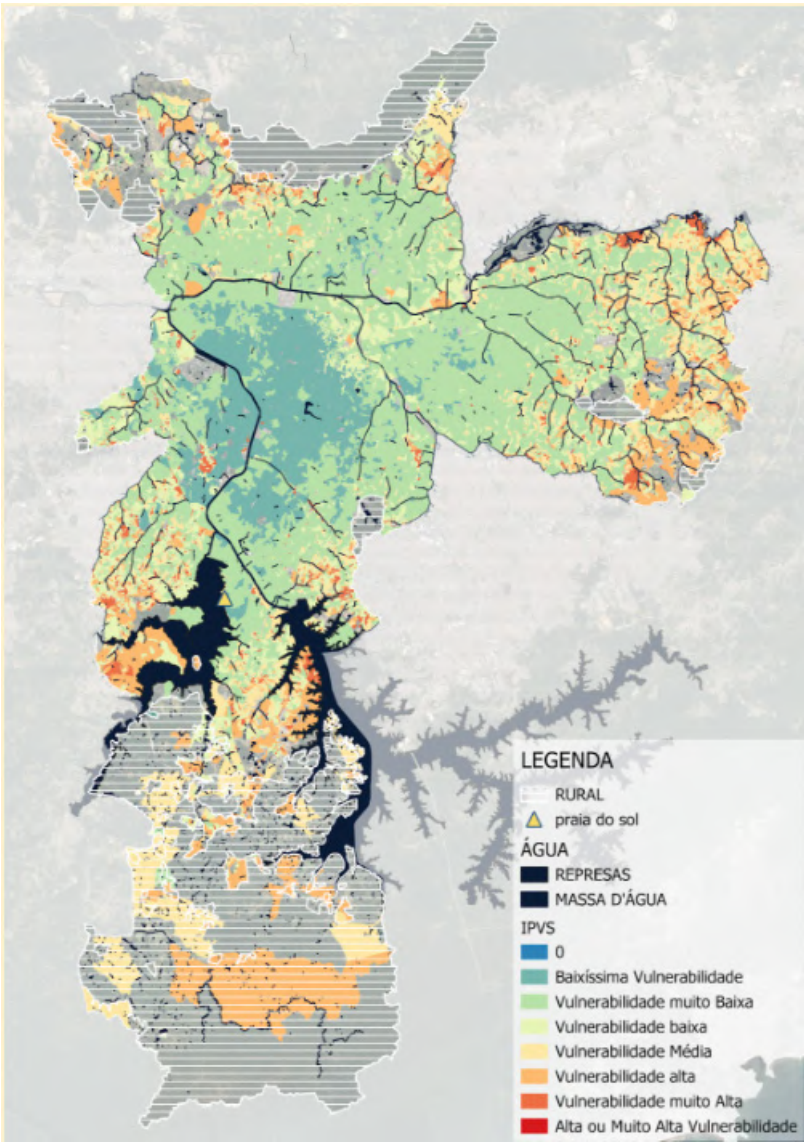 LEGENDA
RURAL
praia do sol
ÁGUA
REPRESAS
MASSA D'ÁGUA
IPVS
0
Baixíssima Vulnerabilidade
Vulnerabilidade muito Baixa
Vulnerabilidade baixa
Vulnerabilidade Média
Vulnerabilidade alta
Vulnerabilidade muito Alta
Alta ou Muito Alta Vulnerabilidade